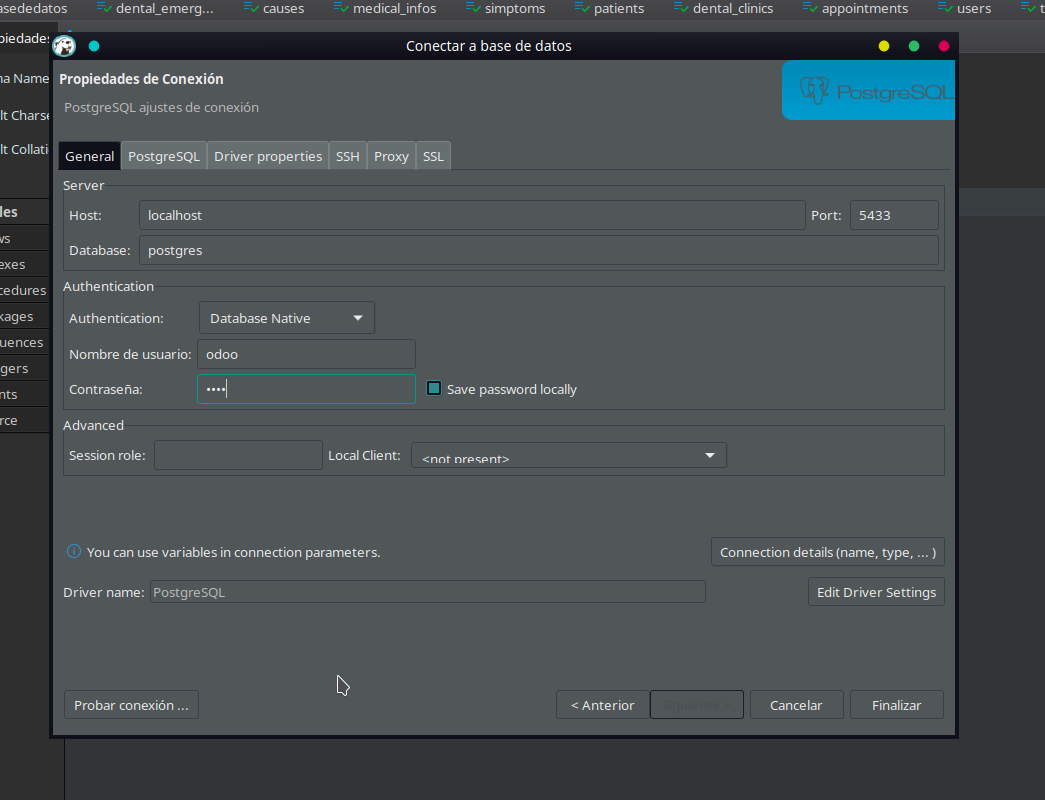 asededatos dental_emerg... causes medical_infos simptoms patients dental_clinics appointments users t
piedades
Conectar a base de datos
Propiedades de Conexión
PostgreSQL ajustes de conexión
PostgreSQL
na Name
lt Charse
lt Collati
General PostgreSQL Driver properties SSH Proxy SSL
Server
Host: localhost Port: 5433
Database: postgres
les
ws
exes
cedures
kages
uences
gers
nts
rce
Authentication
Authentication: Database Native
Nombre de usuario: odoo
Contraseña: •••• Save password locally
Advanced
Session role: Local Client: <not present>
You can use variables in connection parameters. Connection details (name, type, ... )
Driver name: PostgreSQL Edit Driver Settings
Probar conexión ... < Anterior Siguiente > Cancelar Finalizar